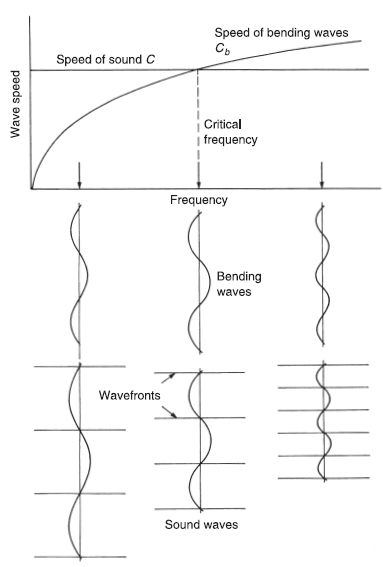 Speed of bending waves
C_b
Speed of sound C
Wave speed
Critical
frequency
Frequency
Bending
waves
Wavefronts
Sound waves